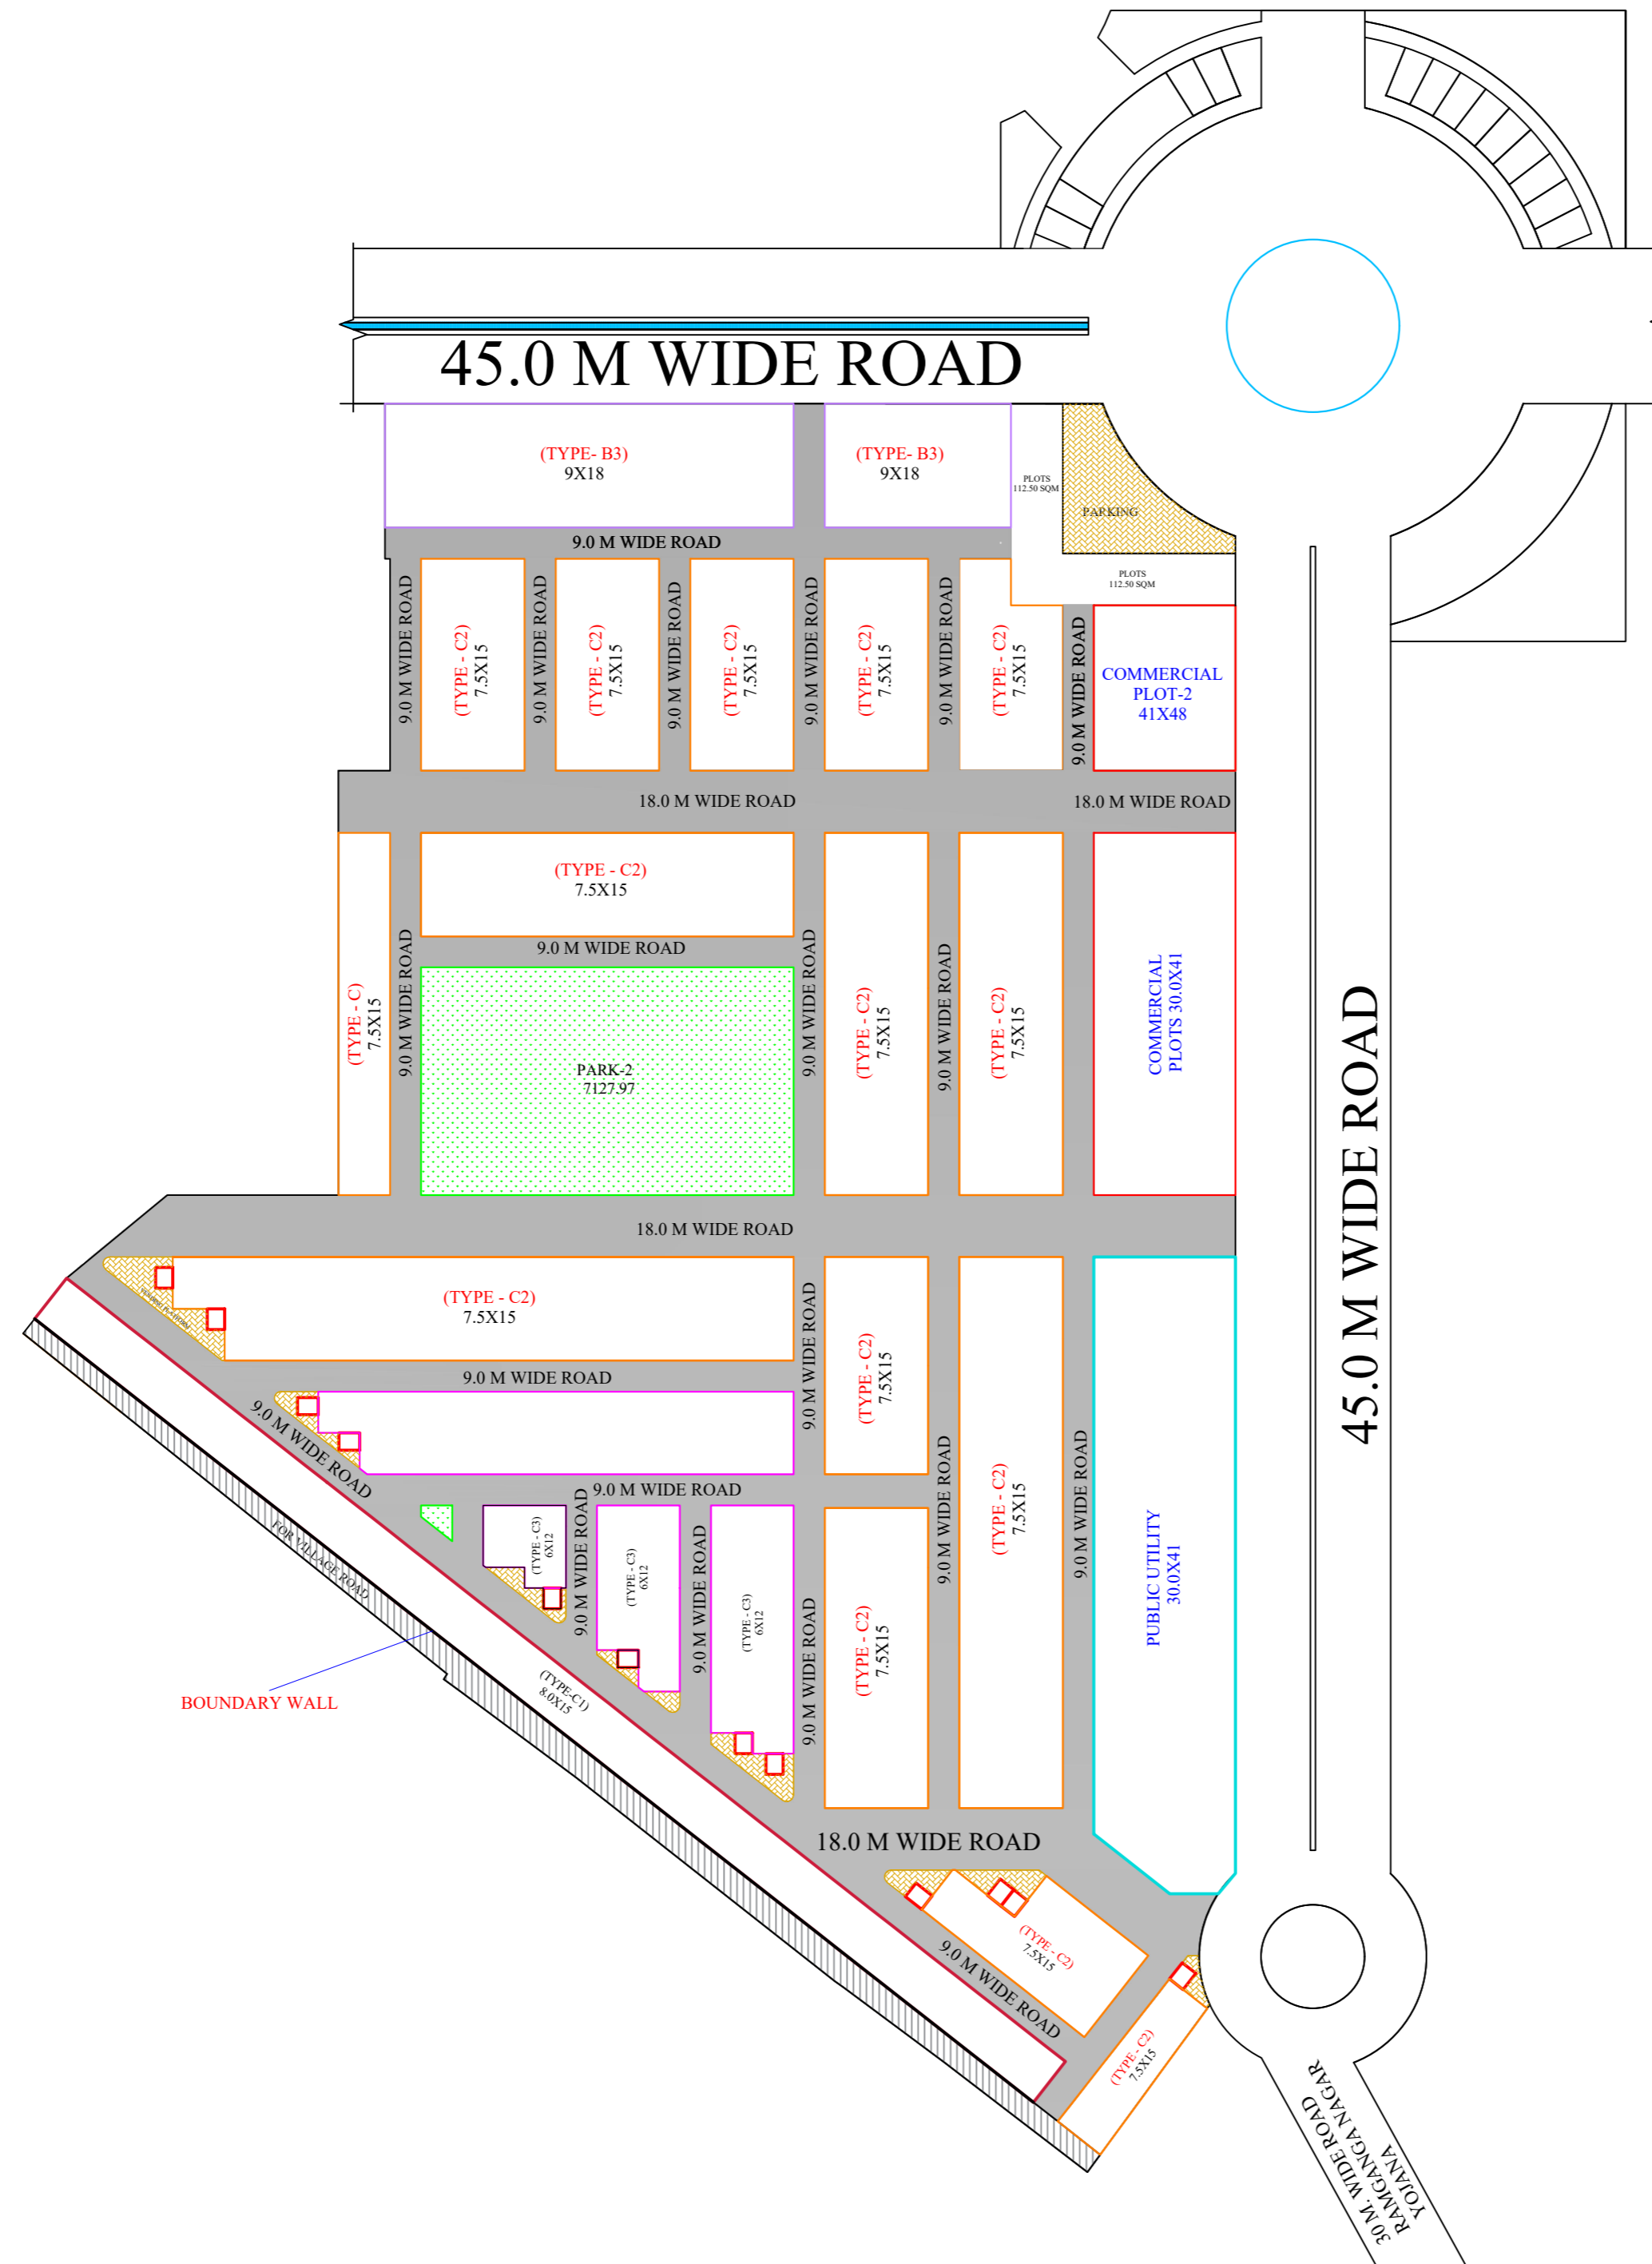 45.0 M WIDE ROAD
(TYPE- B3)
9X18
(TYPE- B3)
9X18
PLOTS
112.50 SQM
PARKING
9.0 M WIDE ROAD
PLOTS
112.50 SQM
9.0 M WIDE ROAD
(TYPE - C2)
7.5X15
9.0 M WIDE ROAD
(TYPE - C2)
7.5X15
9.0 M WIDE ROAD
(TYPE - C2)
7.5X15
9.0 M WIDE ROAD
(TYPE - C2)
7.5X15
9.0 M WIDE ROAD
(TYPE - C2)
7.5X15
9.0 M WIDE ROAD
COMMERCIAL
PLOT-2
41X48
18.0 M WIDE ROAD
18.0 M WIDE ROAD
(TYPE - C)
7.5X15
9.0 M WIDE ROAD
(TYPE - C2)
7.5X15
9.0 M WIDE ROAD
PARK-2
7127.97
9.0 M WIDE ROAD
(TYPE - C2)
7.5X15
9.0 M WIDE ROAD
(TYPE - C2)
7.5X15
COMMERCIAL
PLOTS 30.0X41
45.0 M WIDE ROAD
18.0 M WIDE ROAD
(TYPE - C2)
7.5X15
9.0 M WIDE ROAD
(TYPE - C2)
7.5X15
9.0 M WIDE ROAD
9.0 M WIDE ROAD
9.0 M WIDE ROAD
9.0 M WIDE ROAD
(TYPE - C2)
7.5X15
9.0 M WIDE ROAD
PUBLIC UTILITY
30.0X41
FOR VILLAGE ROAD
(TYPE - C3)
6X12
9.0 M WIDE ROAD
(TYPE - C3)
6X12
9.0 M WIDE ROAD
(TYPE - C3)
6X12
9.0 M WIDE ROAD
(TYPE - C2)
7.5X15
BOUNDARY WALL
(TYPE-C1)
8.0X15
18.0 M WIDE ROAD
(TYPE - C2)
7.5X15
9.0 M WIDE ROAD
(TYPE - C2)
7.5X15
30 M. WIDE ROAD
RAMGANGA NAGAR
YOJANA